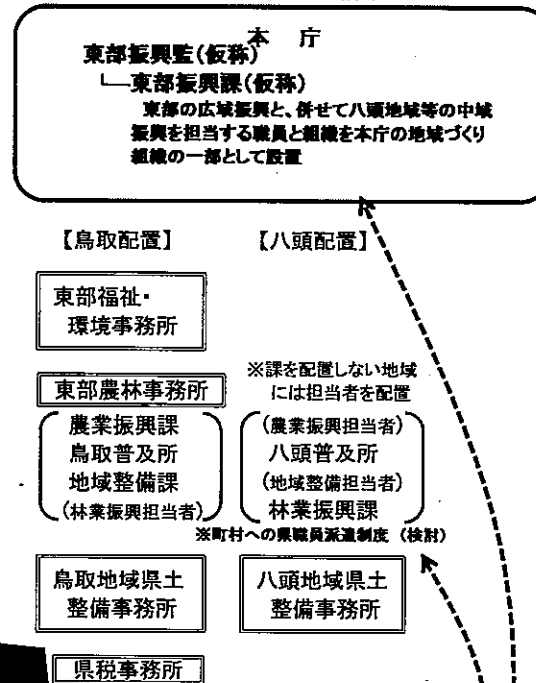 本　庁
東部振興監(仮称)
└─東部振興課(仮称)
東部の広域振興と、併せて八頭地域等の中域
振興を担当する職員と組織を本庁の地域づくり
組織の一部として設置
【鳥取配置】
【八頭配置】
東部福祉・
環境事務所
東部農林事務所
※課を配置しない地域
には担当者を配置
農業振興課
鳥取普及所
地域整備課
(林業振興担当者)
(農業振興担当者)
八頭普及所
(地域整備担当者)
林業振興課
※町村への県職員派遣制度（検討）
鳥取地域県土
整備事務所
八頭地域県土
整備事務所
県税事務所